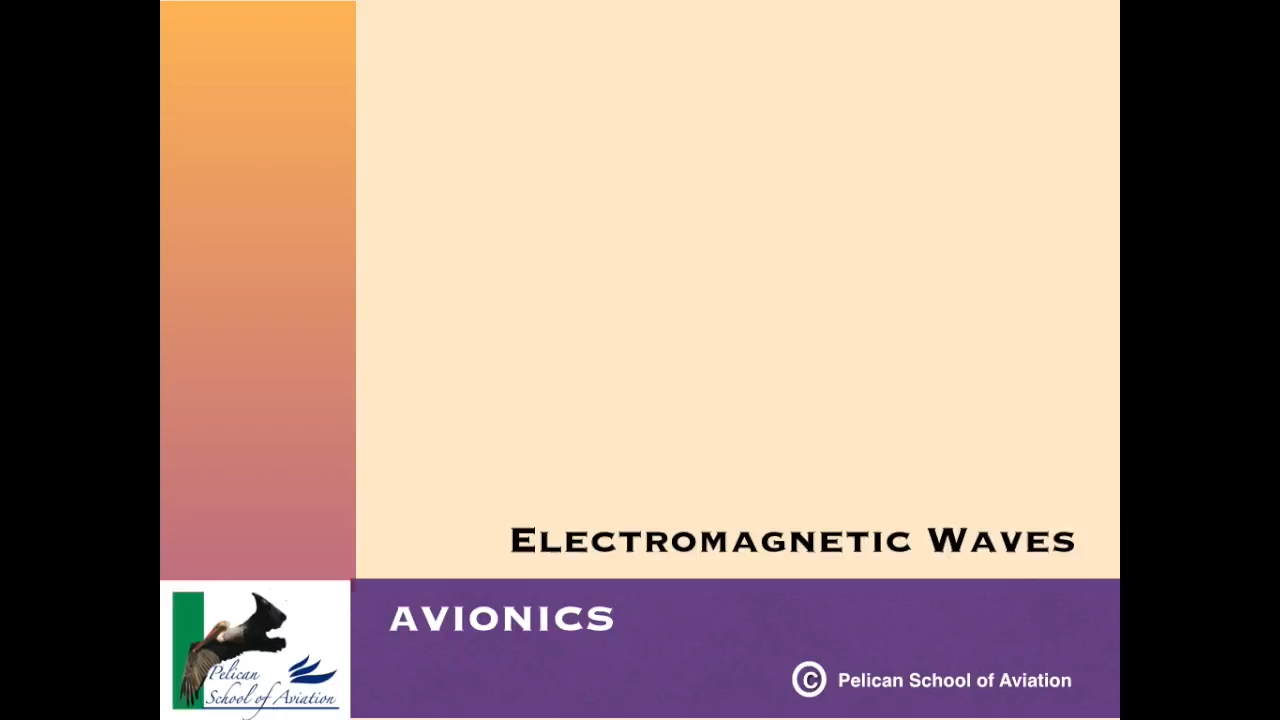 Electromagnetic Waves
AVIONICS
Pelican
School of Aviation
© Pelican School of Aviation